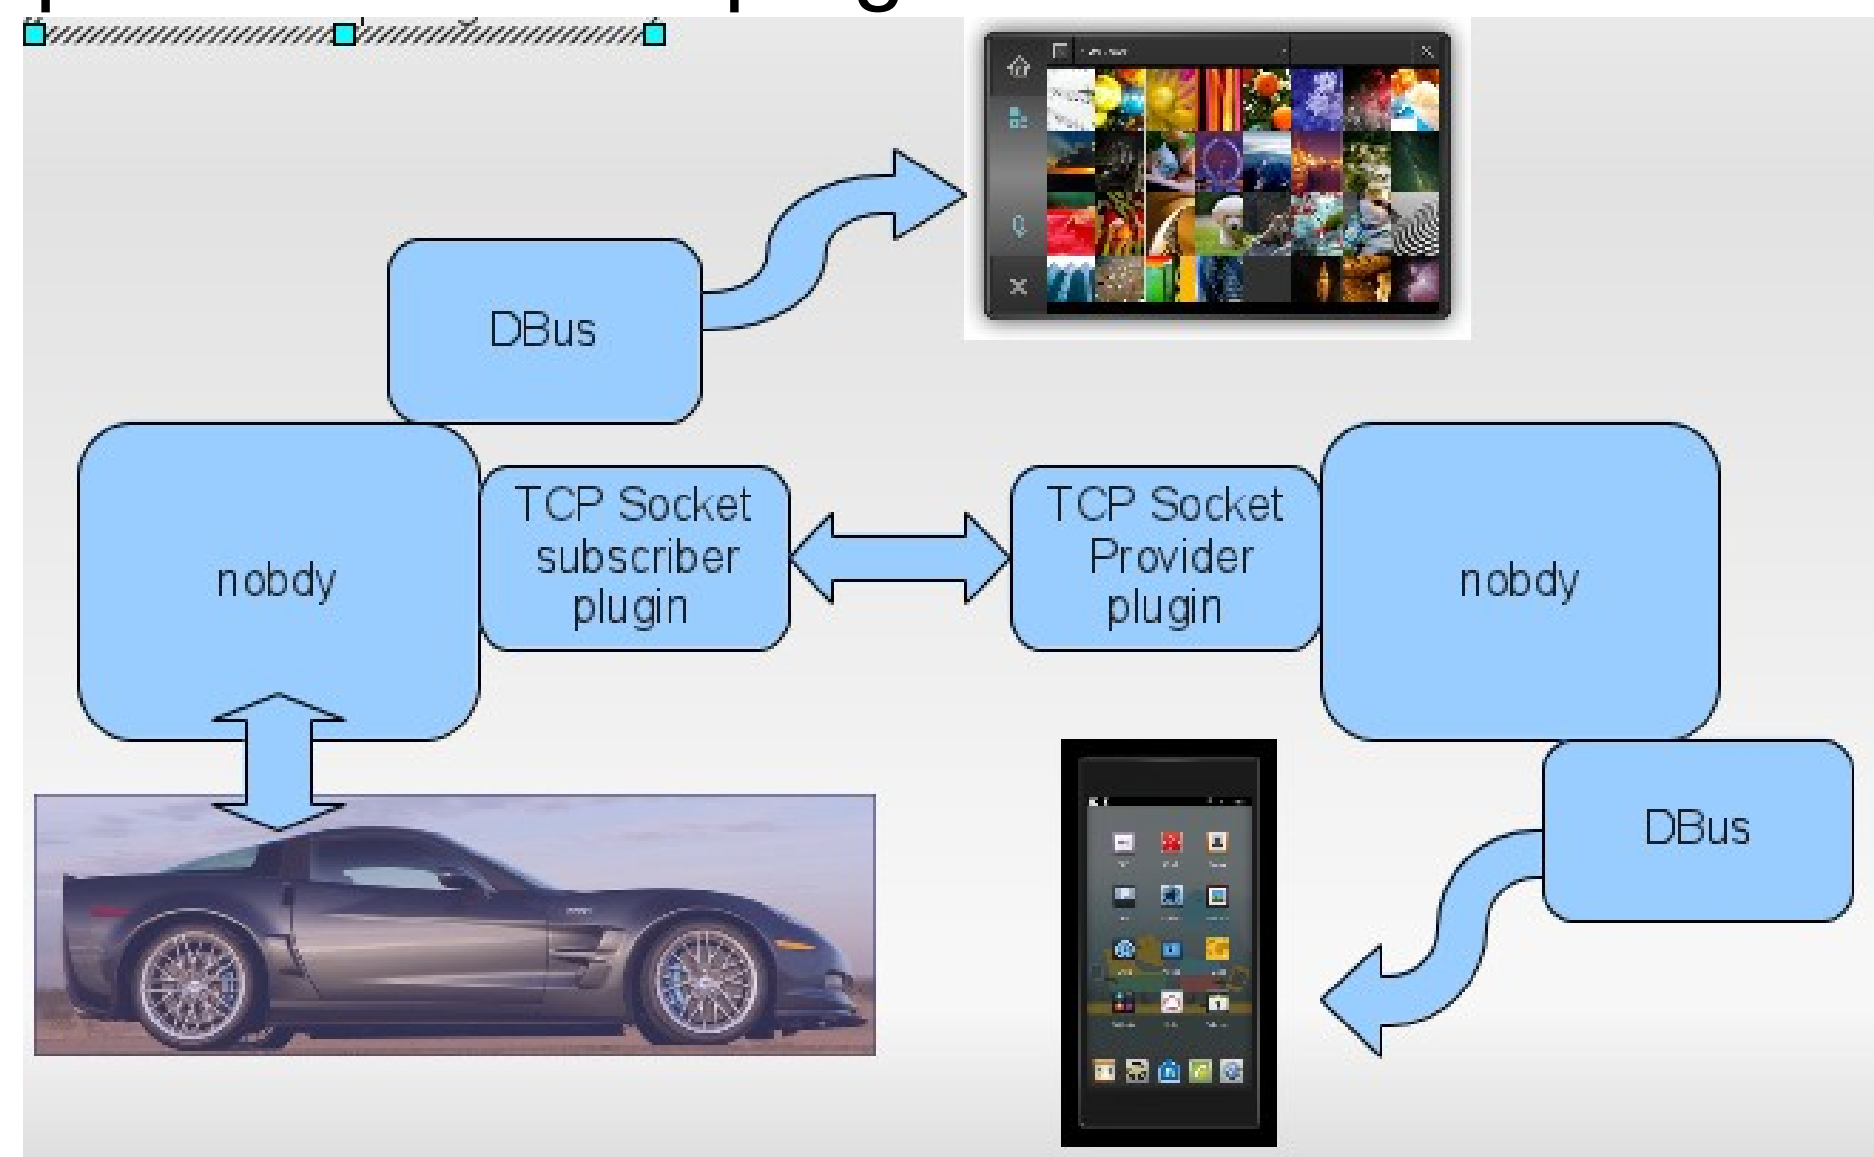 DBus
nobdy
TCP Socket
subscriber
plugin
TCP Socket
Provider
plugin
nobdy
DBus